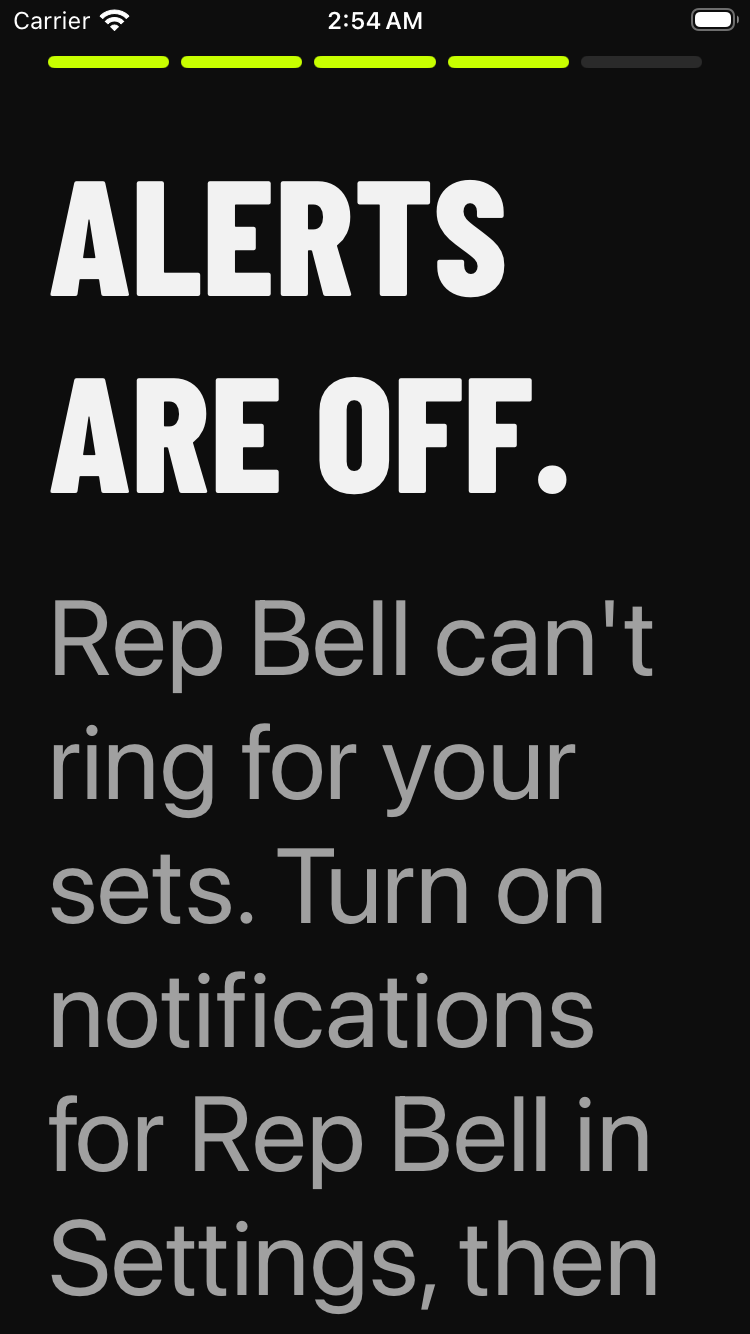 Carrier 2:54 AM
ALERTS
ARE OFF.
Rep Bell can't
ring for your
sets. Turn on
notifications
for Rep Bell in
Settings, then